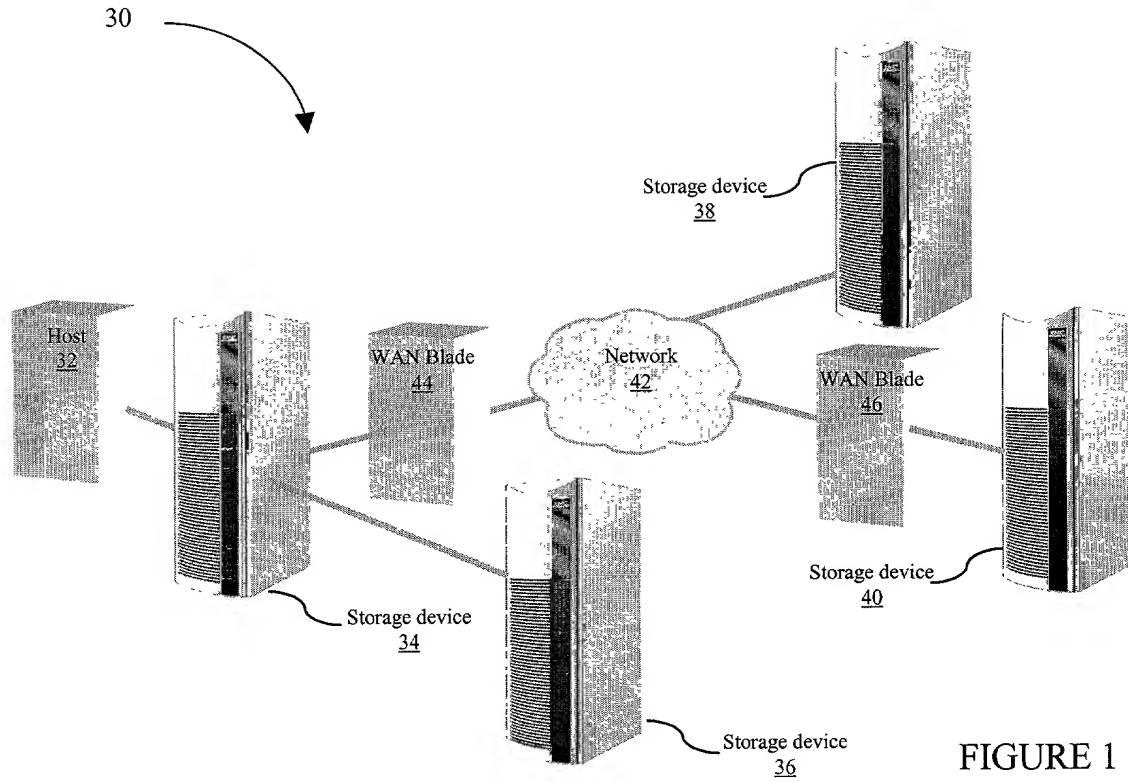 30
Storage device
38
Host
32
WAN Blade
44
Network
42
WAN Blade
46
Storage device
40
Storage device
34
Storage device
36
FIGURE 1